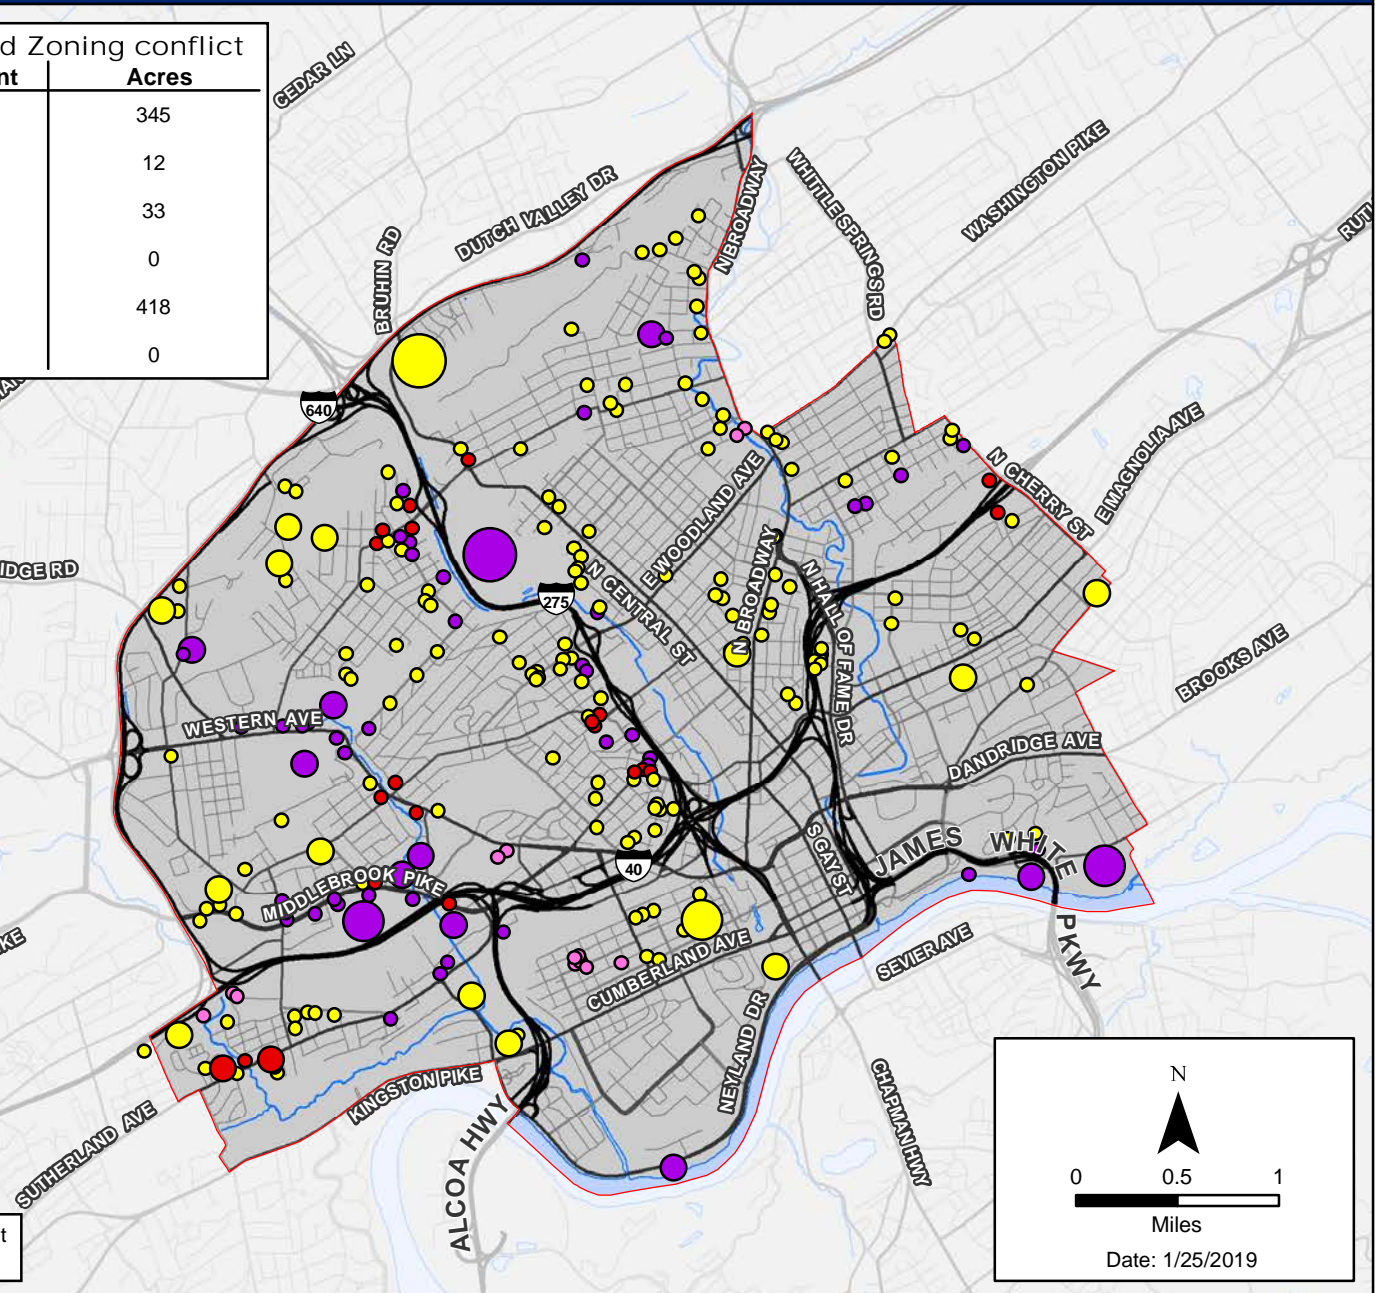 d Zoning conflict
nt Acres
345
12
33
0
418
0
CEDAR LN
DUTCH VALLEY DR
BRUHIN RD
N BROADWAY
WHITTLE SPRINGS RD
WASHINGTON PIKE
640
E MAGNOLIA AVE
N CHERRY ST
E WOODLAND AVE
IDGE RD
275
N CENTRAL ST
N BROADWAY
N HALL OF FAME DR
BROOKS AVE
WESTERN AVE
DANDRIDGE AVE
S GAY ST
JAMES WHITE PKWY
40
MIDDLEBROOK PIKE
CUMBERLAND AVE
SEVIER AVE
NEYLAND DR
KINGSTON PIKE
SUTHERLAND AVE
ALCOA HWY
CHAPMAN HWY
N
0 0.5 1
Miles
Date: 1/25/2019